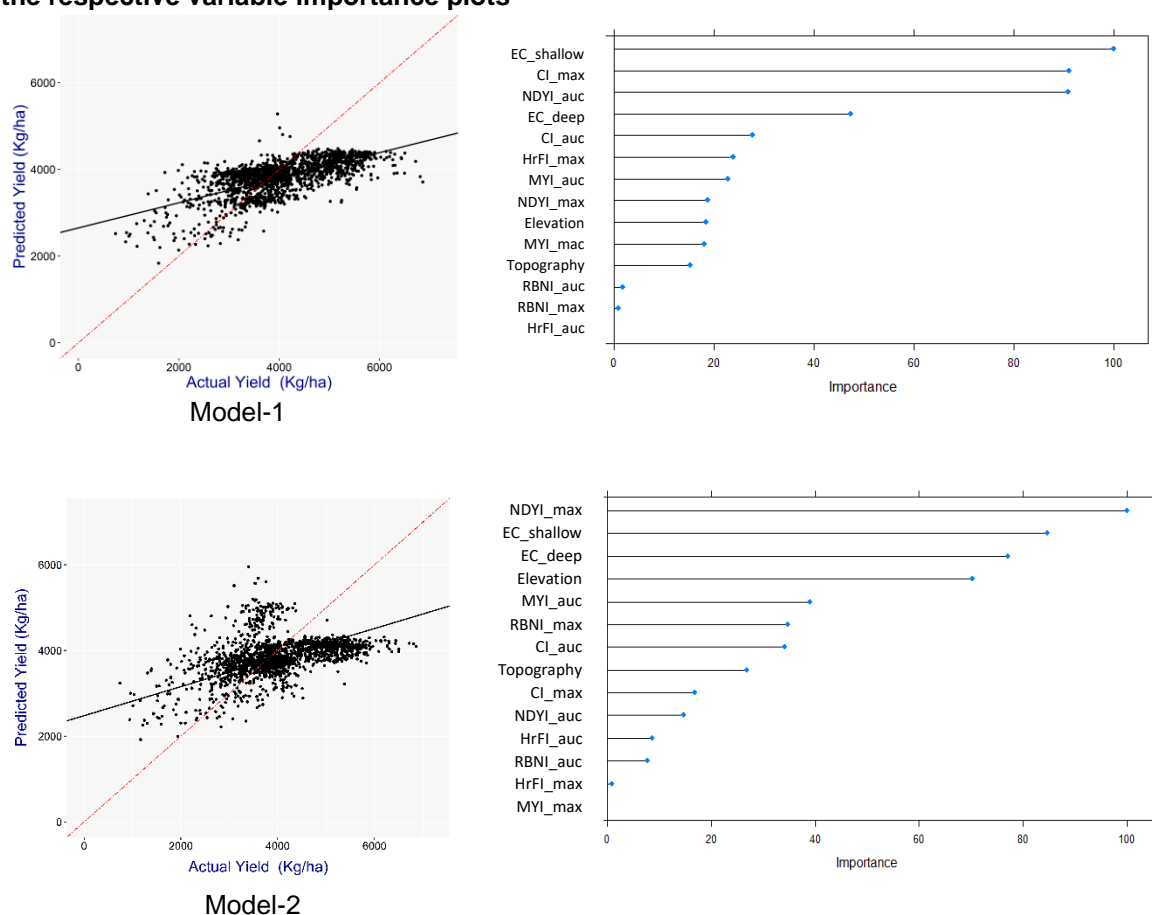 the respective variable importance plots
6000
4000
2000
0
Predicted Yield (Kg/ha)
0 2000 4000 6000
Actual Yield (Kg/ha)
Model-1
EC_shallow
CI_max
NDYI_auc
EC_deep
CI_auc
HrFI_max
MYI_auc
NDYI_max
Elevation
MYI_mac
Topography
RBNI_auc
RBNI_max
HrFI_auc
0 20 40 60 80 100
Importance
6000
4000
2000
0
Predicted Yield (Kg/ha)
0 2000 4000 6000
Actual Yield (Kg/ha)
Model-2
NDYI_max
EC_shallow
EC_deep
Elevation
MYI_auc
RBNI_max
CI_auc
Topography
CI_max
NDYI_auc
HrFI_auc
RBNI_auc
HrFI_max
MYI_max
0 20 40 60 80 100
Importance